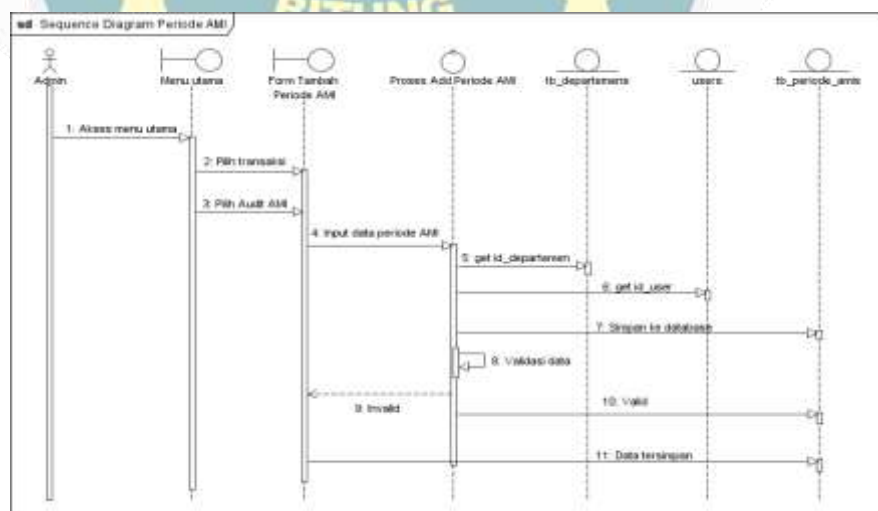 BITUNG
sd Sequence Diagram Periode AMI
Admin
Menu utama
Form Tambah
Periode AMI
Proses Add Periode AMI
tb_departemens
users
tb_periode_amis
1: Akses menu utama
2: Pilih transaksi
3: Pilih Audit AMI
4: Input data periode AMI
5: get id_departemen
6: get id_user
7: Simpan ke database
8: Validasi data
9: Invalid
10: Valid
11: Data tersimpan